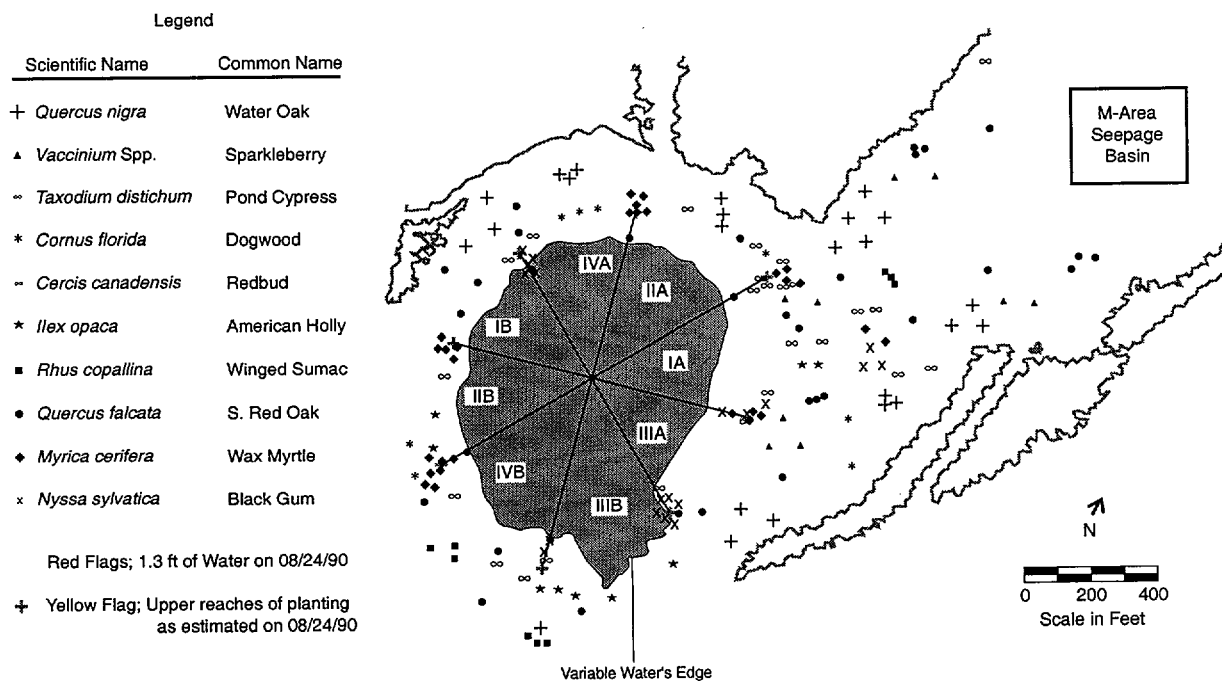 Legend
Scientific Name Common Name
Quercus nigra Water Oak
Vaccinium Spp. Sparkleberry
Taxodium distichum Pond Cypress
Cornus florida Dogwood
Cercis canadensis Redbud
Ilex opaca American Holly
Rhus copallina Winged Sumac
Quercus falcata S. Red Oak
Myrica cerifera Wax Myrtle
Nyssa sylvatica Black Gum
Red Flags; 1.3 ft of Water on 08/24/90
Yellow Flag; Upper reaches of planting
as estimated on 08/24/90
M-Area
Seepage
Basin
IVA
IIA
IB
IA
IIB
IIIA
IVB
IIIB
N
0 200 400
Scale in Feet
Variable Water's Edge